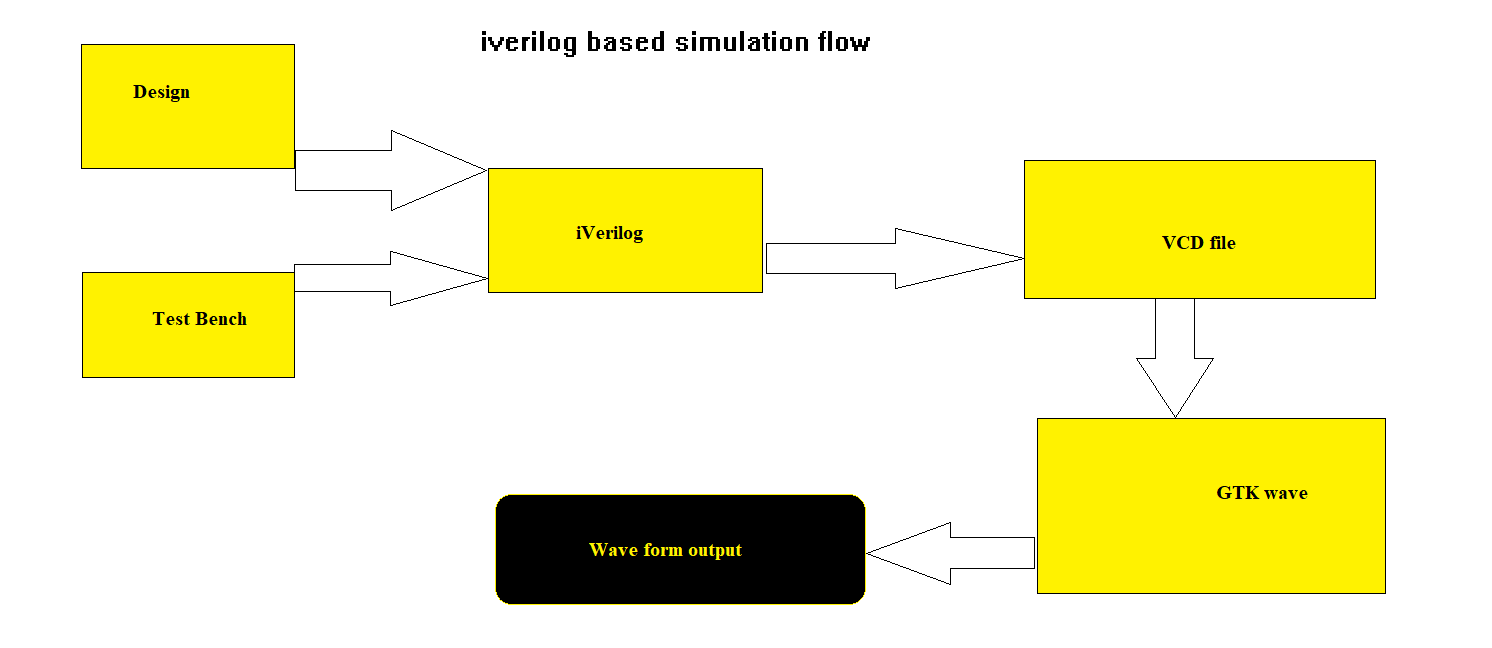 iverilog based simulation flow
Design
Test Bench
iVerilog
VCD file
GTK wave
Wave form output